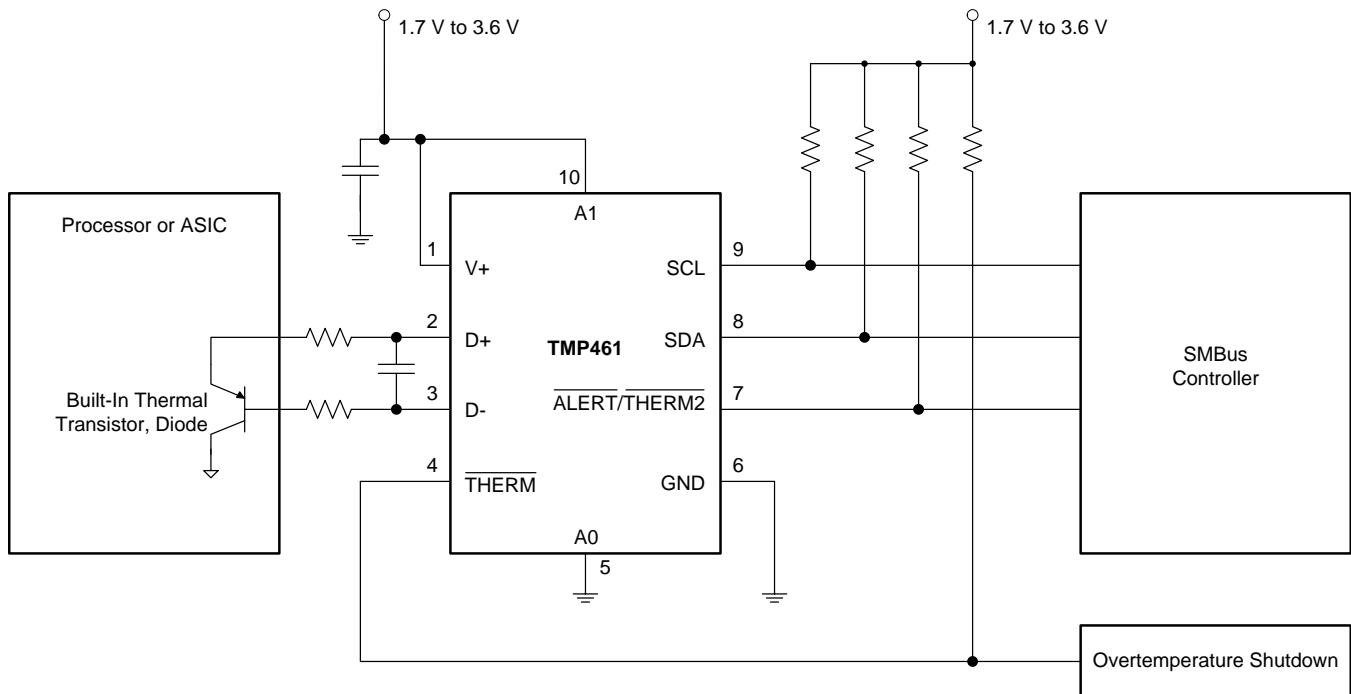 1.7 V to 3.6 V
1.7 V to 3.6 V
Processor or ASIC
Built-In Thermal
Transistor, Diode
10
A1
1
V+
2
D+
3
D-
4
THERM
TMP461
A0
5
SCL
9
SDA
8
ALERT/THERM2
7
GND
6
SMBus
Controller
Overtemperature Shutdown